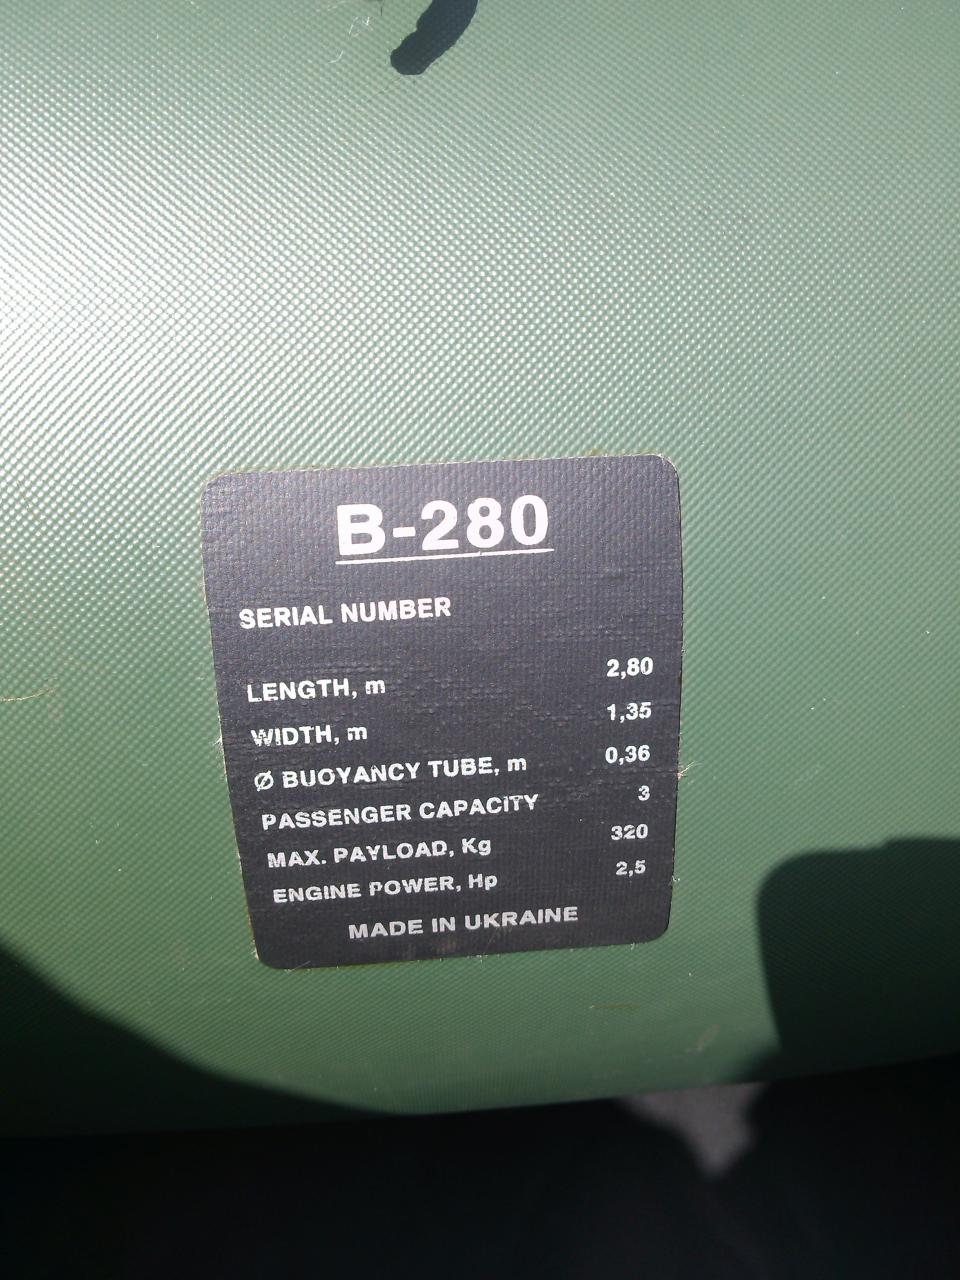 B-280
SERIAL NUMBER
LENGTH, m 2,80
WIDTH, m 1,35
Ø BUOYANCY TUBE, m 0,36
PASSENGER CAPACITY 3
MAX. PAYLOAD, Kg 320
ENGINE POWER, Hp 2,5
MADE IN UKRAINE